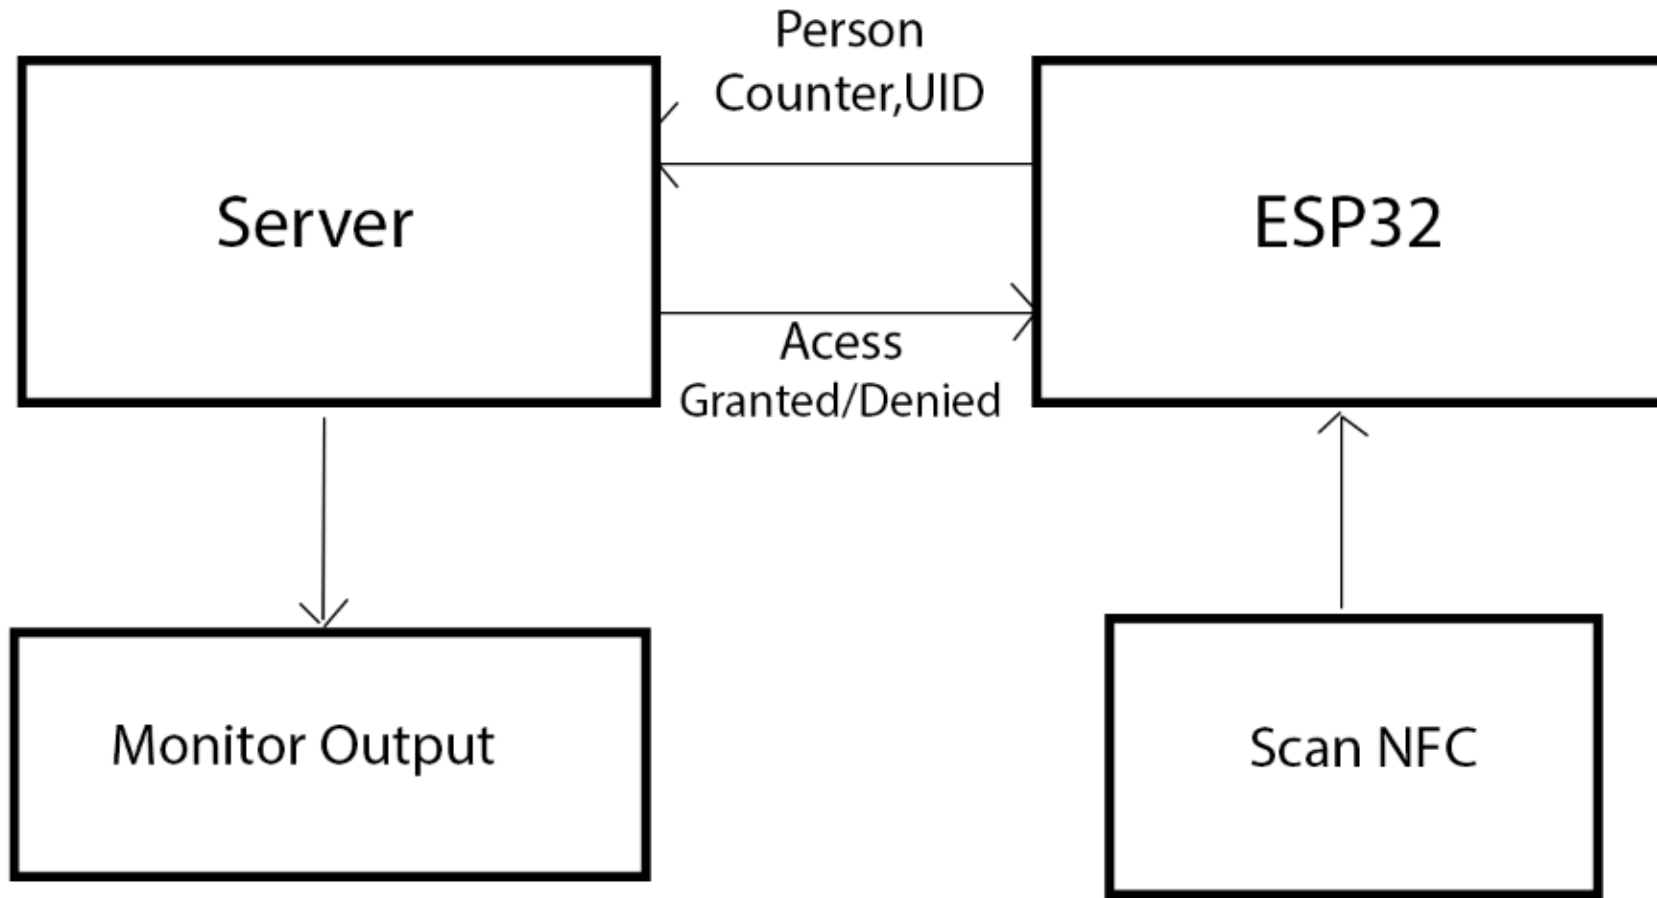 Person
Counter,UID
Server
ESP32
Acess
Granted/Denied
Monitor Output
Scan NFC